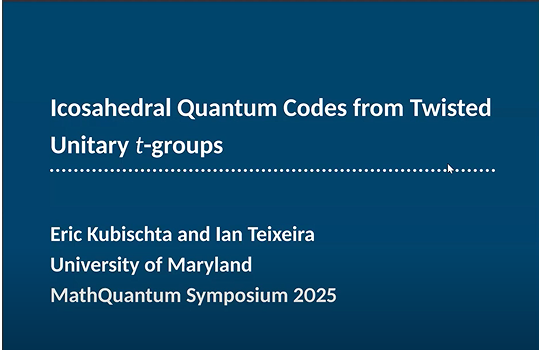 Icosahedral Quantum Codes from Twisted
Unitary t-groups
Eric Kubischta and Ian Teixeira
University of Maryland
MathQuantum Symposium 2025